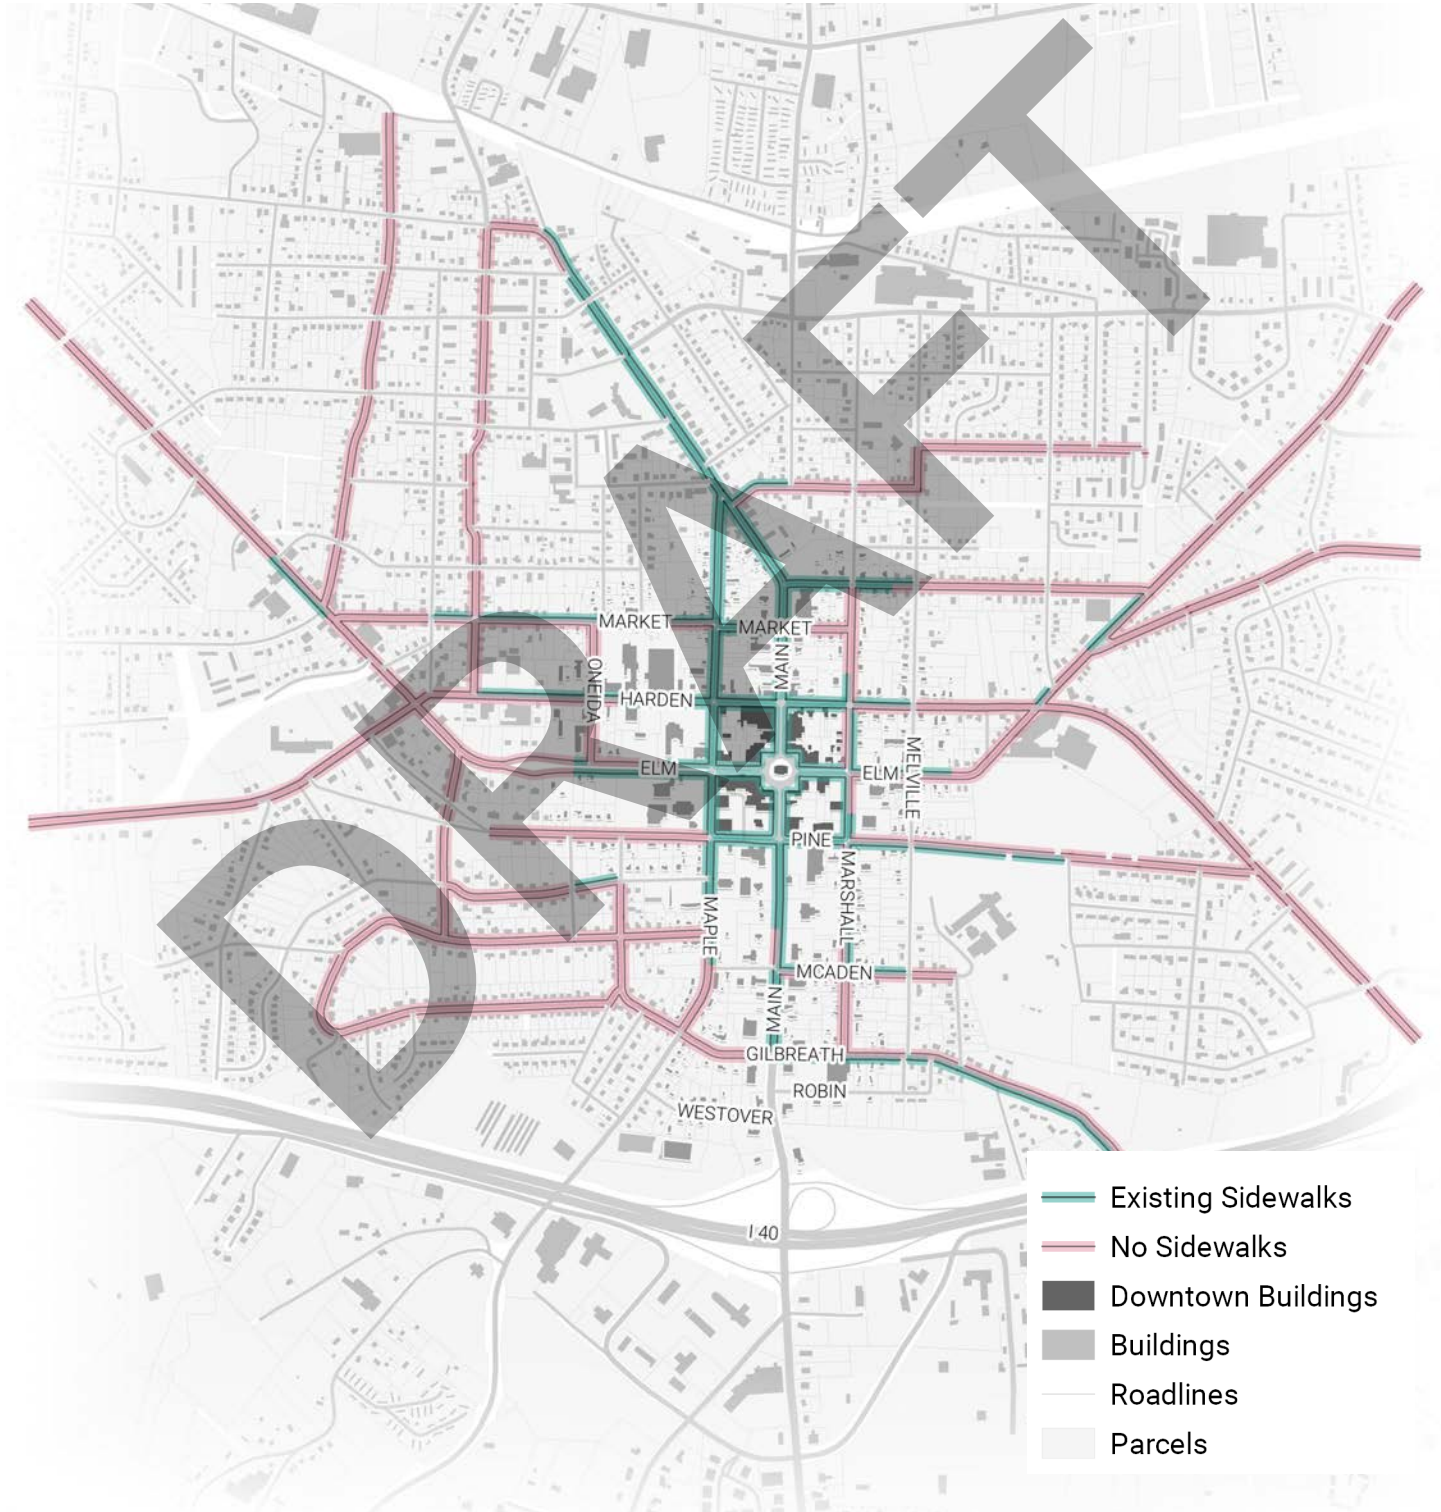 DRAFT
MARKET
MARKET
MAIN
ONEIDA
HARDEN
ELM
ELM
MELVILLE
PINE
MARSHALL
MAPLE
MCADEN
MAIN
GILBREATH
ROBIN
WESTOVER
I 40
Existing Sidewalks
No Sidewalks
Downtown Buildings
Buildings
Roadlines
Parcels